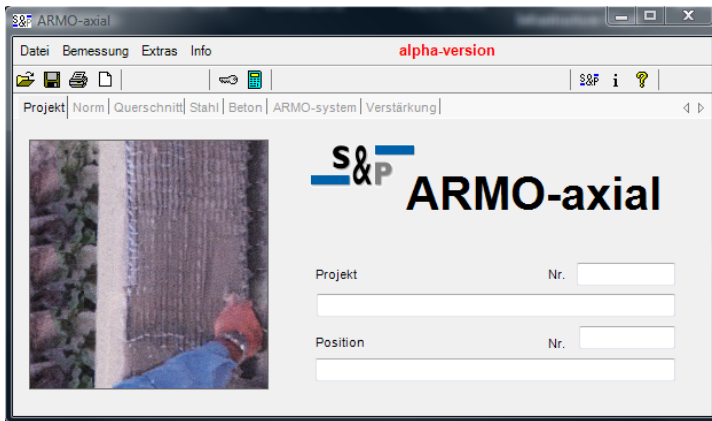 S&P ARMO-axial
Datei Bemessung Extras Info alpha-version
S&P i ?
Projekt Norm Querschnitt Stahl Beton ARMO-system Verstärkung
S&P
ARMO-axial
Projekt Nr.
Position Nr.